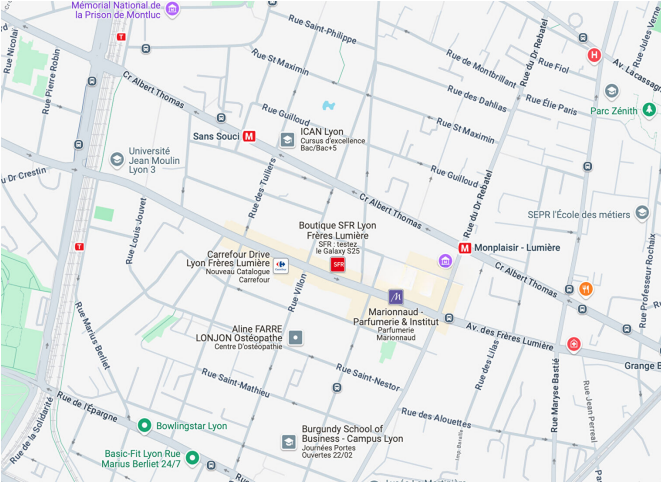 Mémorial National de
la Prison de Montluc
Rue Nicolaï
Rue Pierre Robin
T
Cr Albert Thomas
Rue Saint-Philippe
Rue St Maximin
Rue du Dr Rebatel
Rue de Montbrillant
Rue Fiol
H
Rue Jules Verne
Av. Lacassagne
Rue des Dahlias
Rue Élie Paris
Parc Zénith
Rue Guilloud
Rue St Maximin
Sans Souci
M
ICAN Lyon
Cursus d'excellence
Bac/Bac+5
Université
Jean Moulin
Lyon 3
u Dr Crestin
Rue des Tuiliers
Rue Guilloud
Rue du Dr Rebatel
Cr Albert Thomas
SEPR l'École des métiers
Rue Louis Jouvet
T
Boutique SFR Lyon
Frères Lumière
SFR : testez
le Galaxy S25
SFR
M
Monplaisir - Lumière
Carrefour Drive
Lyon Frères Lumière
Nouveau Catalogue
Carrefour
Cr Albert Thomas
Rue Professeur Rochaix
Rue Villon
Marionnaud -
Parfumerie & Institut
Parfumerie
Marionnaud
Rue Marius Berliet
Aline FARRE
LONJON Ostéopathe
Centre D'ostéopathie
Av. des Frères Lumière
Grange B
Rue des Lilas
Rue Maryse Bastié
Rue Jean Perréal
Rue Saint-Mathieu
Rue Saint-Nestor
Rue des Alouettes
Rue de l'Épargne
Rue de la Solidarité
Bowlingstar Lyon
Basic-Fit Lyon Rue
Marius Berliet 24/7
Burgundy School of
Business - Campus Lyon
Journées Portes
Ouvertes 22/02